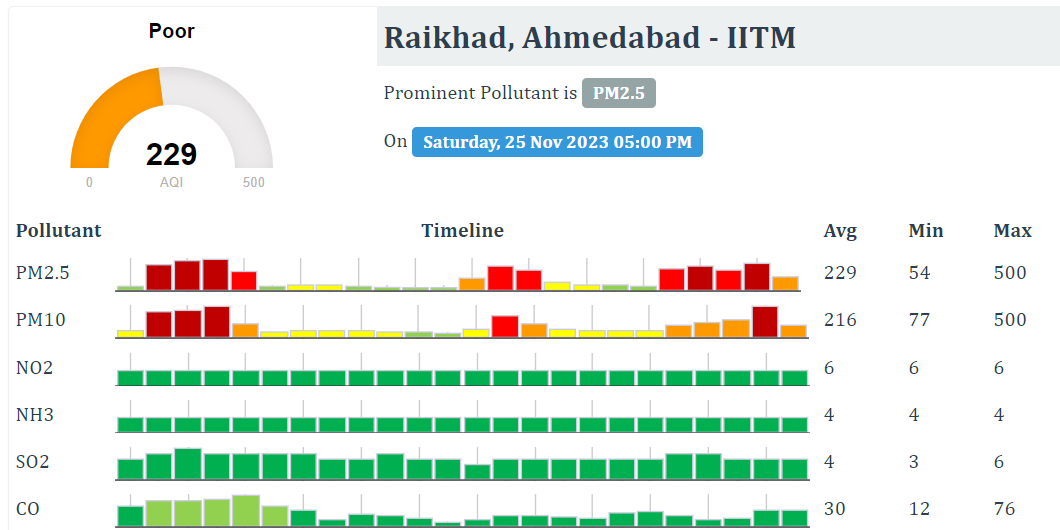 Poor
229
0 AQI 500
Raikhad, Ahmedabad - IITM
Prominent Pollutant is PM2.5
On Saturday, 25 Nov 2023 05:00 PM
Pollutant Timeline Avg Min Max
PM2.5 229 54 500
PM10 216 77 500
NO2 6 6 6
NH3 4 4 4
SO2 4 3 6
CO 30 12 76